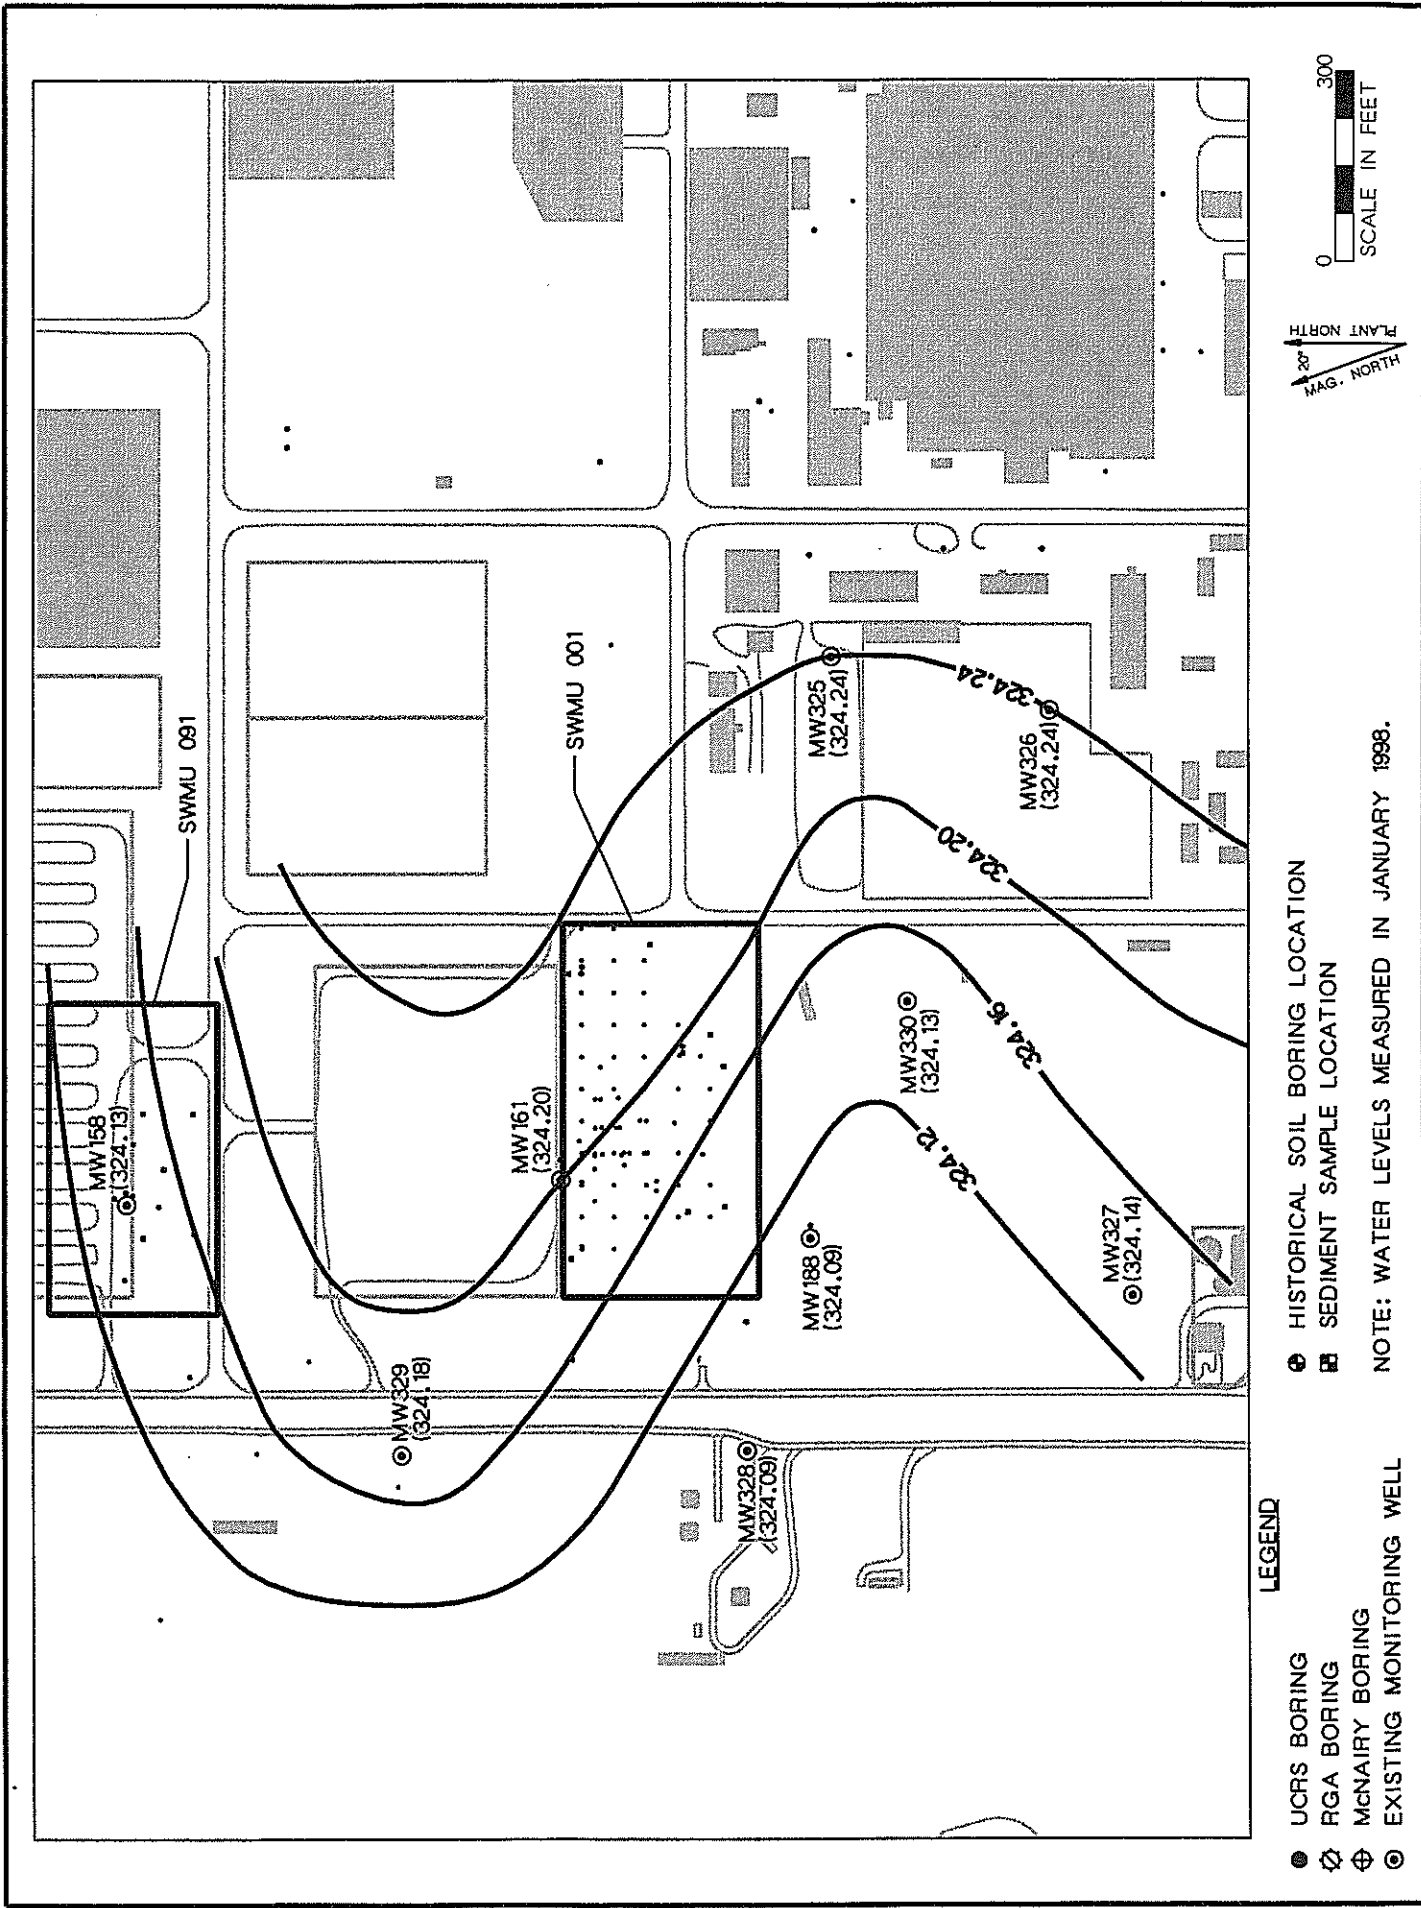 SWMU 091
MW158
(324.13)
SWMU 001
MW161
(324.20)
MW329
(324.18)
MW325
(324.24)
324.24
MW326
(324.24)
324.20
MW330
(324.13)
324.16
MW188
(324.09)
324.12
MW328
(324.09)
MW327
(324.14)
LEGEND
UCRS BORING
RGA BORING
McNAIRY BORING
EXISTING MONITORING WELL
HISTORICAL SOIL BORING LOCATION
SEDIMENT SAMPLE LOCATION
NOTE: WATER LEVELS MEASURED IN JANUARY 1998.
PLANT NORTH
20°
MAG. NORTH
0 300
SCALE IN FEET